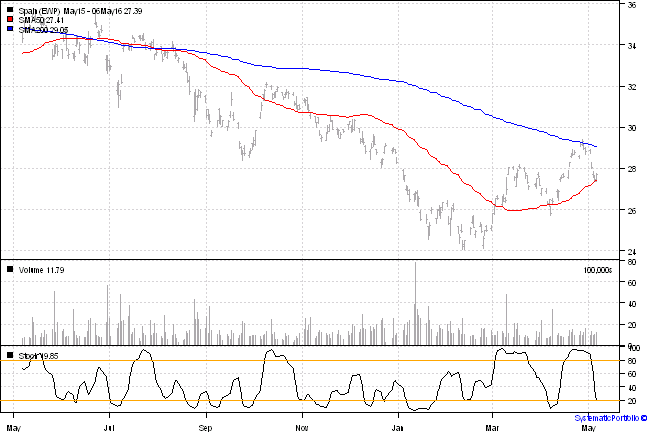 Spain (EWP) May15 - 06May16 27.39
SMA50 27.41
SMA200 29.05
36
34
32
30
28
26
24
Volume 11.79
100,000s
80
60
40
20
0
Stoch 19.85
100
80
60
40
20
May
Jul
Sep
Nov
Jan
Mar
May
SystematicPortfolio ©